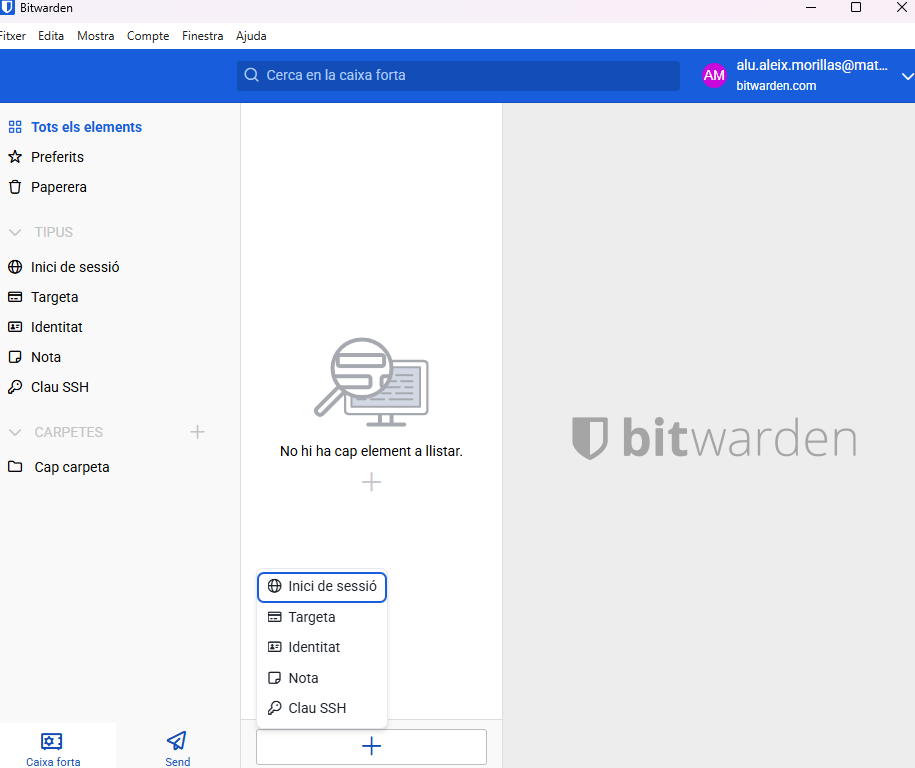 Bitwarden
Fitxer Edita Mostra Compte Finestra Ajuda
Cerca en la caixa forta
AM
alu.aleix.morillas@mat...
bitwarden.com
Tots els elements
Preferits
Paperera
TIPUS
Inici de sessió
Targeta
Identitat
Nota
Clau SSH
CARPETES
Cap carpeta
No hi ha cap element a llistar.
Inici de sessió
Targeta
Identitat
Nota
Clau SSH
bitwarden
Caixa forta
Send